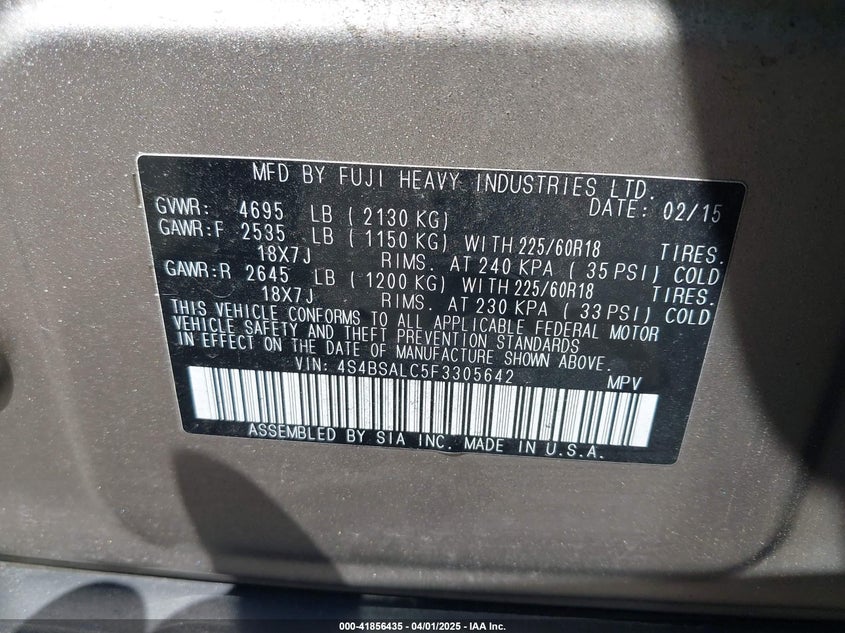 MFD BY FUJI HEAVY INDUSTRIES LTD.
DATE: 02/15
GVWR: 4695 LB ( 2130 KG)
GAWR:F 2535 LB ( 1150 KG) WITH 225/60R18 TIRES.
18X7J RIMS. AT 240 KPA ( 35 PSI) COLD
GAWR:R 2645 LB ( 1200 KG) WITH 225/60R18 TIRES.
18X7J RIMS. AT 230 KPA ( 33 PSI) COLD
THIS VEHICLE CONFORMS TO ALL APPLICABLE FEDERAL MOTOR
VEHICLE SAFETY AND THEFT PREVENTION STANDARDS
IN EFFECT ON THE DATE OF MANUFACTURE SHOWN ABOVE.
VIN: 4S4BSALC5F3305642 MPV
ASSEMBLED BY SIA INC. MADE IN U.S.A.
000-41856435 - 04/01/2025 - IAA Inc.